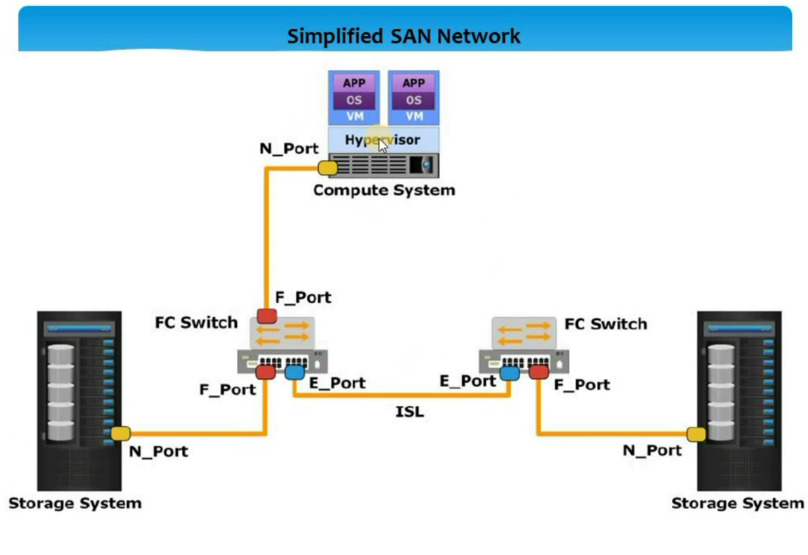 Simplified SAN Network
APP APP
OS OS
VM VM
Hypervisor
N_Port
Compute System
F_Port
FC Switch
FC Switch
F_Port
E_Port
E_Port
F_Port
ISL
N_Port
N_Port
Storage System
Storage System